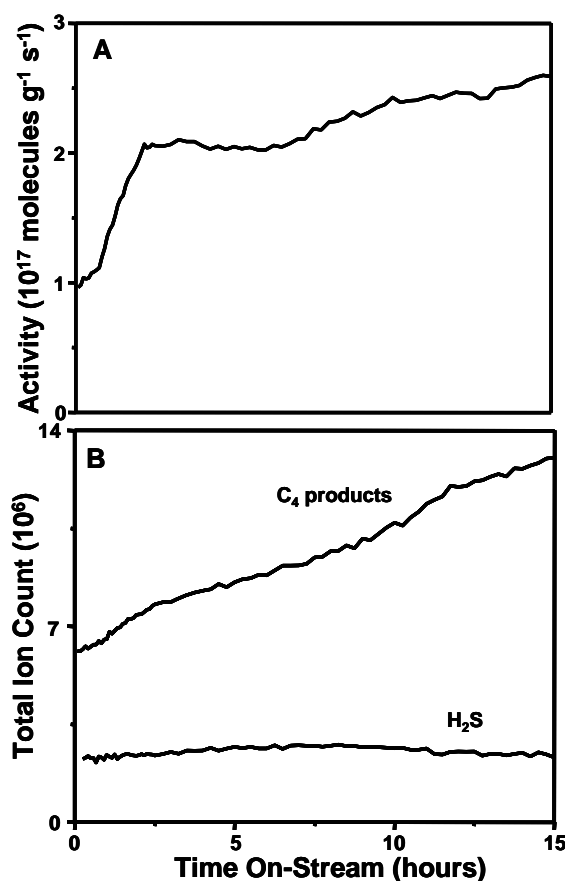 3
A
2
1
0
Activity (10¹⁷ molecules g⁻¹ s⁻¹)
14
B
C₄ products
7
H₂S
0
Total Ion Count (10⁶)
0 5 10 15
Time On-Stream (hours)